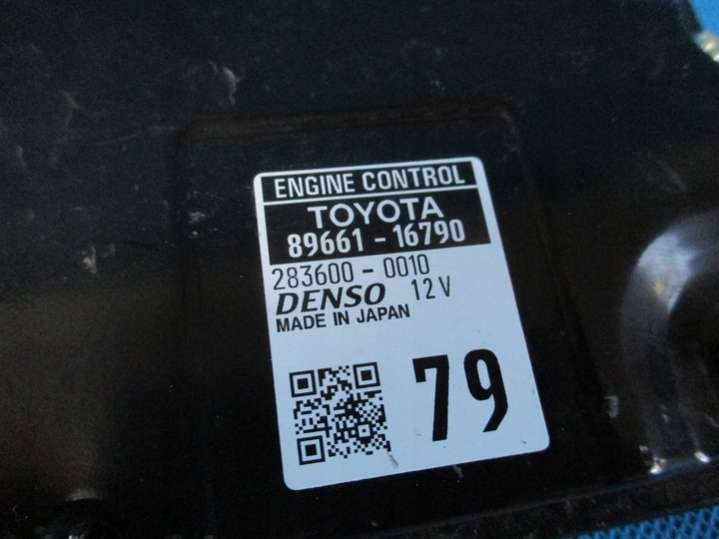 ENGINE CONTROL
TOYOTA
89661-16790
283600-0010
DENSO 12V
MADE IN JAPAN
79